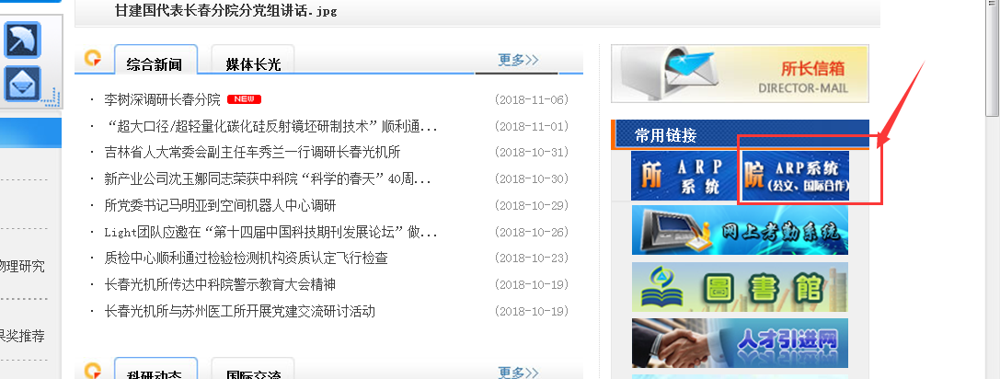 甘建国代表长春分院分党组讲话.jpg
综合新闻 媒体长光 更多>>
· 李树深调研长春分院 NEW (2018-11-06)
· “超大口径/超轻量化碳化硅反射镜坯研制技术”顺利通... (2018-11-01)
· 吉林省人大常委会副主任车秀兰一行调研长春光机所 (2018-10-31)
· 新产业公司沈玉娜同志荣获中科院“科学的春天”40周... (2018-10-30)
· 所党委书记马明亚到空间机器人中心调研 (2018-10-29)
· Light团队应邀在“第十四届中国科技期刊发展论坛”做... (2018-10-26)
· 质检中心顺利通过检验检测机构资质认定飞行检查 (2018-10-23)
· 长春光机所传达中科院警示教育大会精神 (2018-10-19)
· 长春光机所与苏州医工所开展党建交流研讨活动 (2018-10-19)
科研动态 国际交流 更多>>
物理研究
果奖推荐
所长信箱
DIRECTOR-MAIL
常用链接
所 ARP系统
院 ARP系统
(公文、国际合作)
网上考勤系统
圖書館
人才引进网